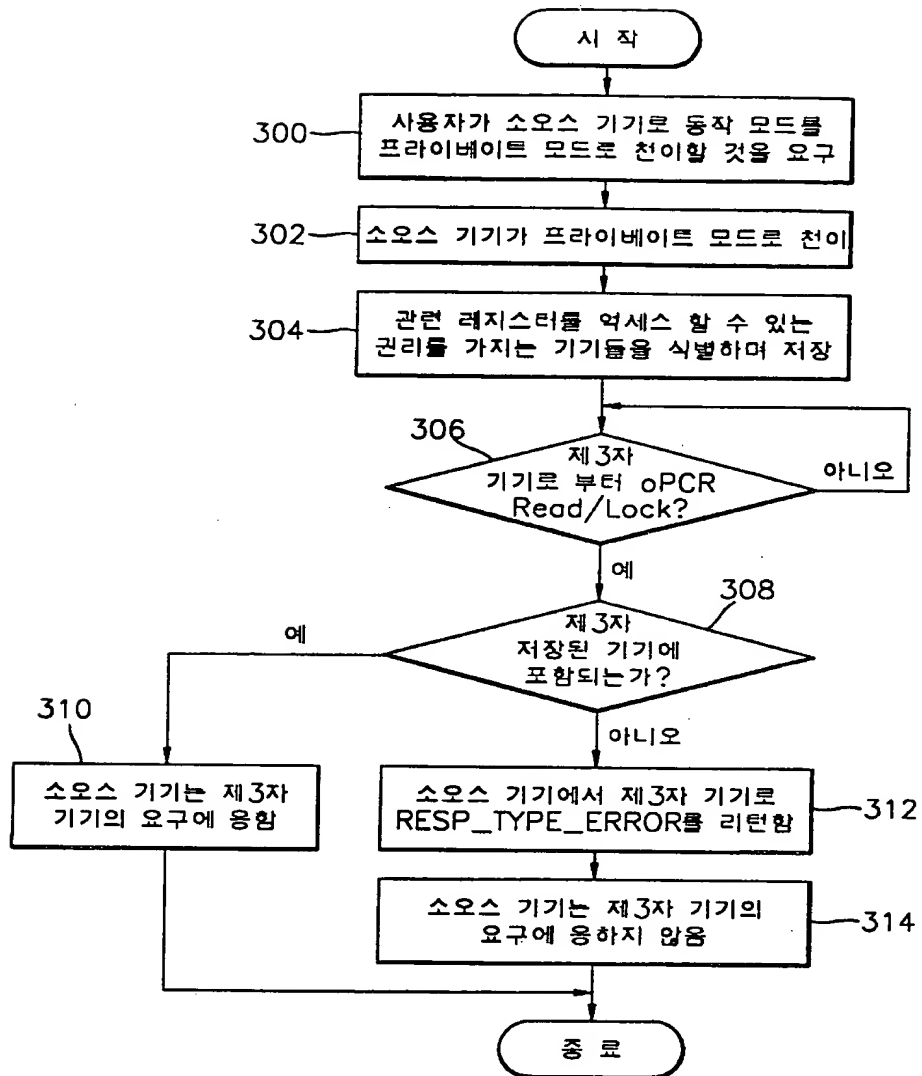 시 작
300
사용자가 소오스 기기로 동작 모드를
프라이베이트 모드로 천이할 것을 요구
302
소오스 기기가 프라이베이트 모드로 천이
304
관련 레지스터를 억세스 할 수 있는
권리를 가지는 기기들을 식별하며 저장
306
제3자
기기로 부터 oPCR
Read/Lock?
아니오
예
308
제3자
저장된 기기에
포함되는가?
예
아니오
310
소오스 기기는 제3자
기기의 요구에 응함
소오스 기기에서 제3자 기기로
RESP_TYPE_ERROR를 리턴함
312
소오스 기기는 제3자 기기의
요구에 응하지 않음
314
종 료